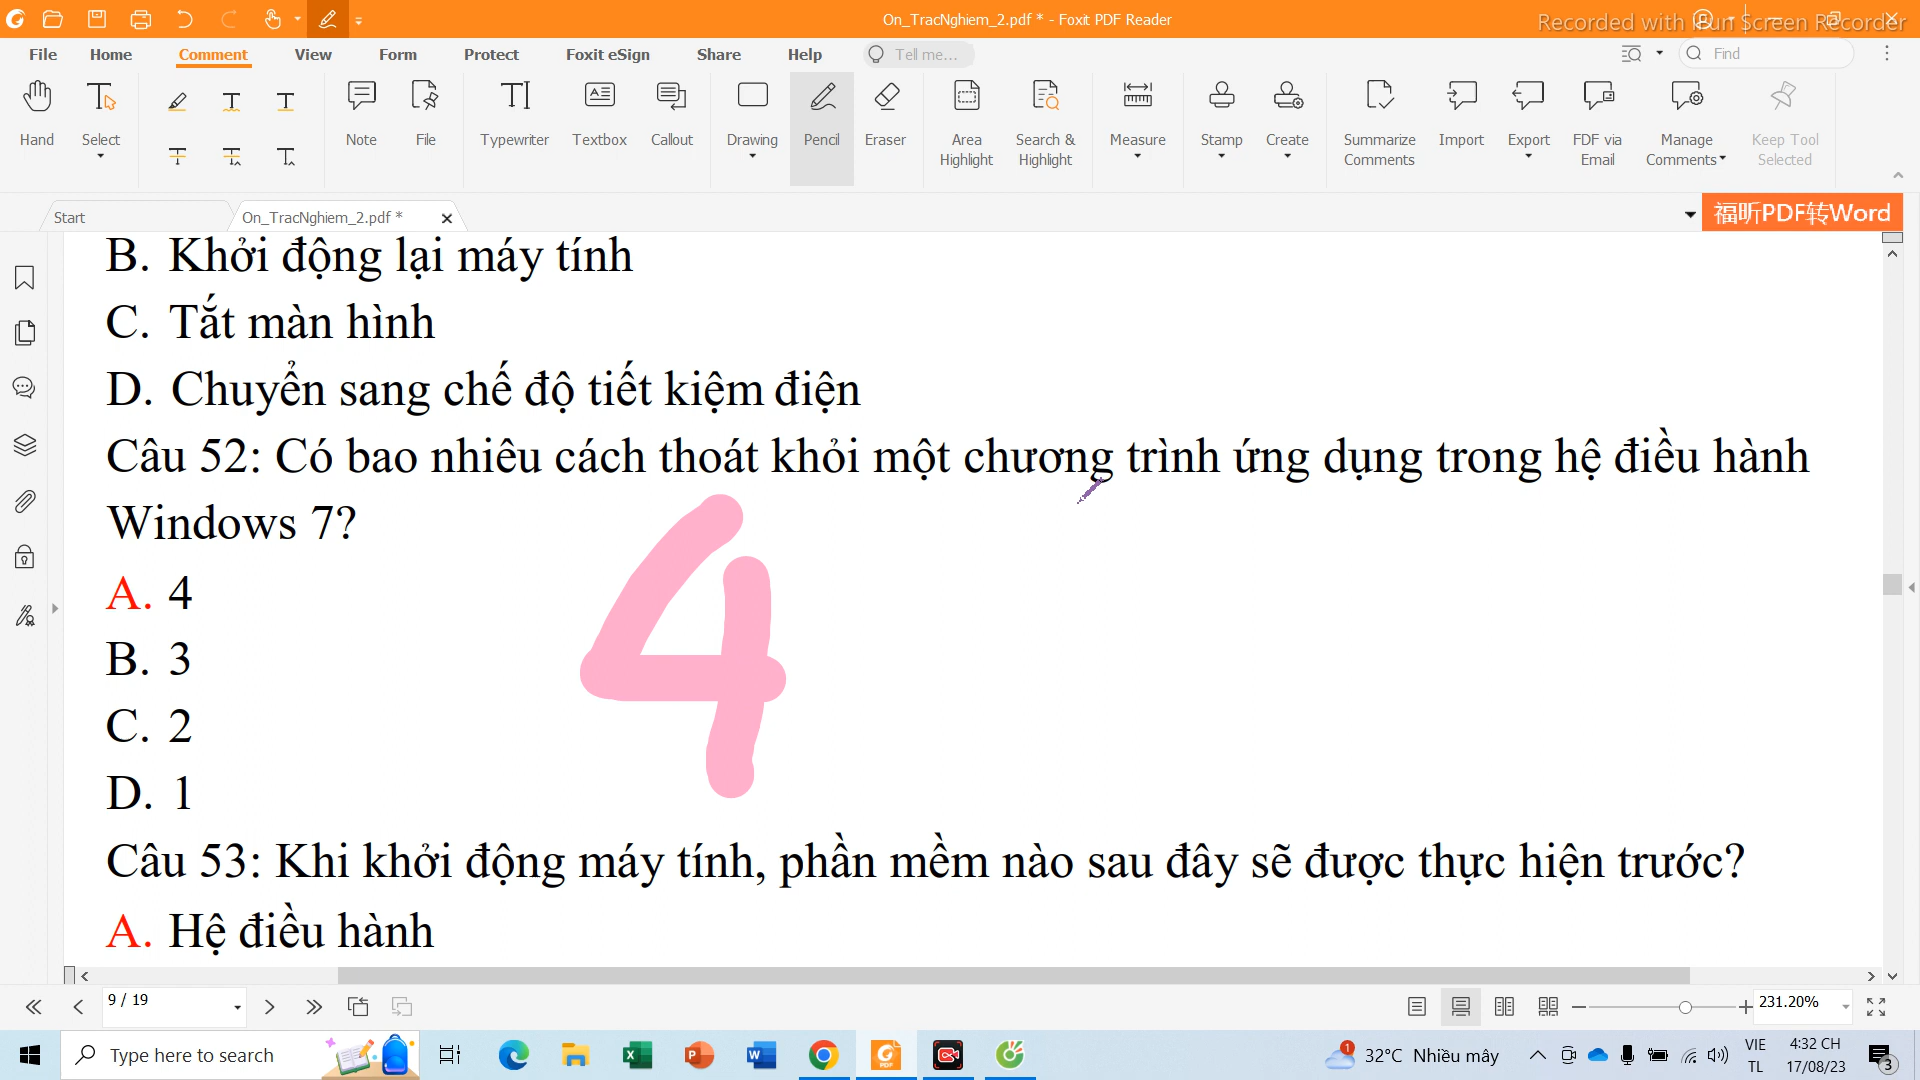 On_TracNghiem_2.pdf * - Foxit PDF Reader
Recorded with iFun Screen Recorder
File Home Comment View Form Protect Foxit eSign Share Help Tell me... Find
Hand Select Note File Typewriter Textbox Callout Drawing Pencil Eraser Area Highlight Search & Highlight Measure Stamp Create Summarize Comments Import Export FDF via Email Manage Comments Keep Tool Selected
Start On_TracNghiem_2.pdf * 福昕PDF转Word
B. Khởi động lại máy tính
C. Tắt màn hình
D. Chuyển sang chế độ tiết kiệm điện
Câu 52: Có bao nhiêu cách thoát khỏi một chương trình ứng dụng trong hệ điều hành
Windows 7?
4
A. 4
B. 3
C. 2
D. 1
Câu 53: Khi khởi động máy tính, phần mềm nào sau đây sẽ được thực hiện trước?
A. Hệ điều hành
9 / 19 231.20%
Type here to search 1 32°C Nhiều mây VIE 4:32 CH
TL 17/08/23 3